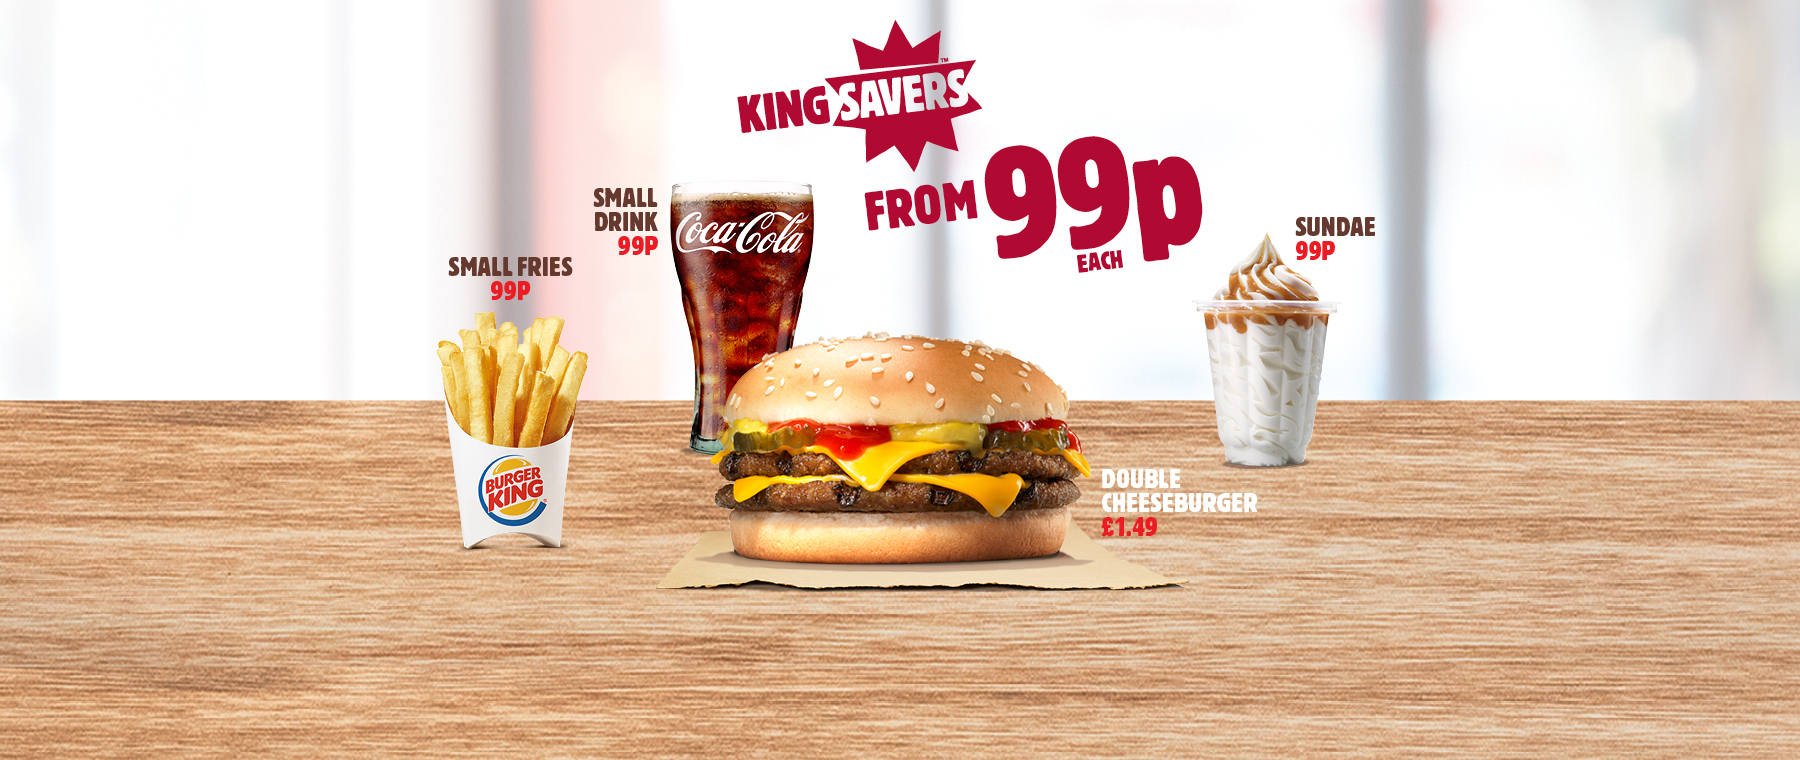 KING SAVERS™
FROM 99p
EACH
SMALL
DRINK
99P
Coca-Cola
SMALL FRIES
99P
BURGER
KING®
SUNDAE
99P
DOUBLE
CHEESEBURGER
£1.49